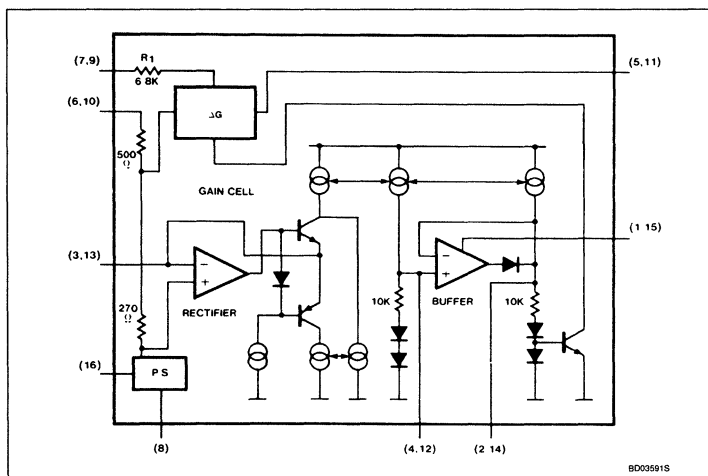 (7,9)
R1
6 8K
(5,11)
(6,10)
ΔG
500
Ω
GAIN CELL
(3,13)
−
+
RECTIFIER
(1 15)
−
+
BUFFER
10K
10K
270
Ω
(16)
P S
(8)
(4,12)
(2 14)
BD03591S